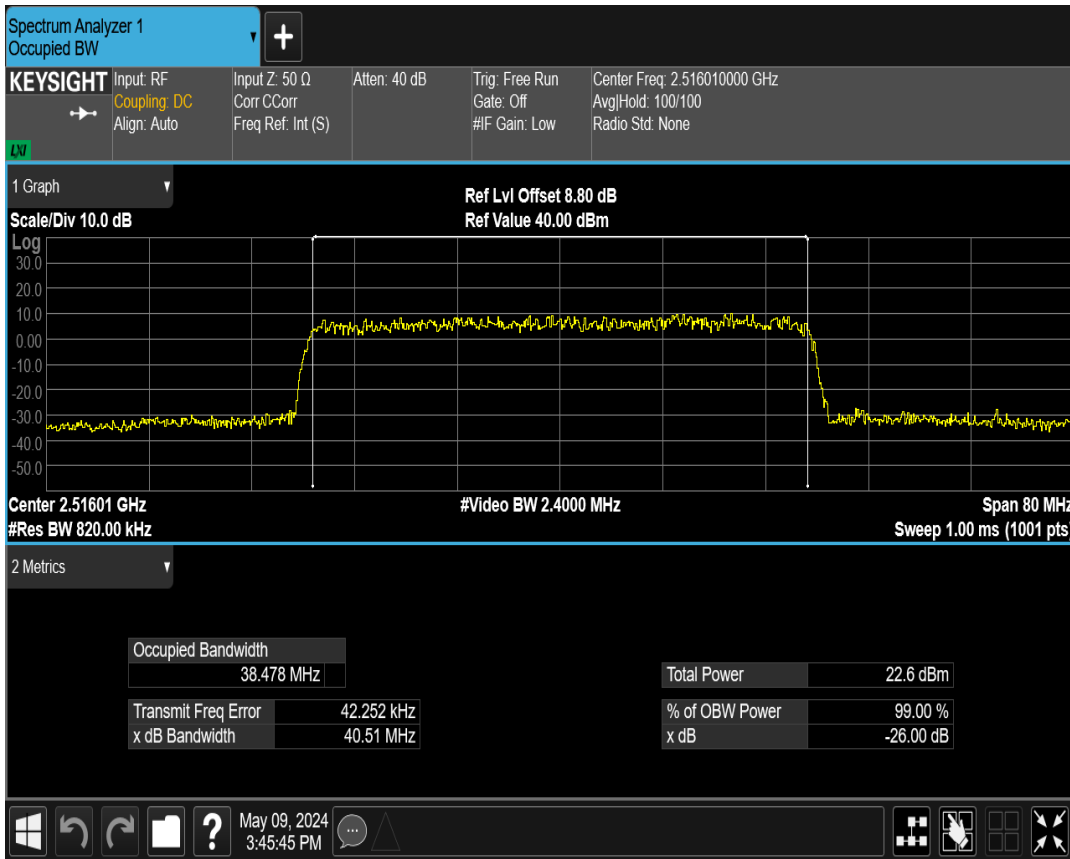 Spectrum Analyzer 1
Occupied BW
KEYSIGHT
LXI
Input: RF
Coupling: DC
Align: Auto
Input Z: 50 Ω
Corr CCorr
Freq Ref: Int (S)
Atten: 40 dB
Trig: Free Run
Gate: Off
#IF Gain: Low
Center Freq: 2.516010000 GHz
Avg|Hold: 100/100
Radio Std: None
1 Graph
Scale/Div 10.0 dB
Ref Lvl Offset 8.80 dB
Ref Value 40.00 dBm
Log
30.0
20.0
10.0
0.00
-10.0
-20.0
-30.0
-40.0
-50.0
Center 2.51601 GHz
#Video BW 2.4000 MHz
Span 80 MHz
#Res BW 820.00 kHz
Sweep 1.00 ms (1001 pts)
2 Metrics
Occupied Bandwidth
38.478 MHz
Total Power 22.6 dBm
Transmit Freq Error 42.252 kHz
% of OBW Power 99.00 %
x dB Bandwidth 40.51 MHz
x dB -26.00 dB
?
May 09, 2024
3:45:45 PM